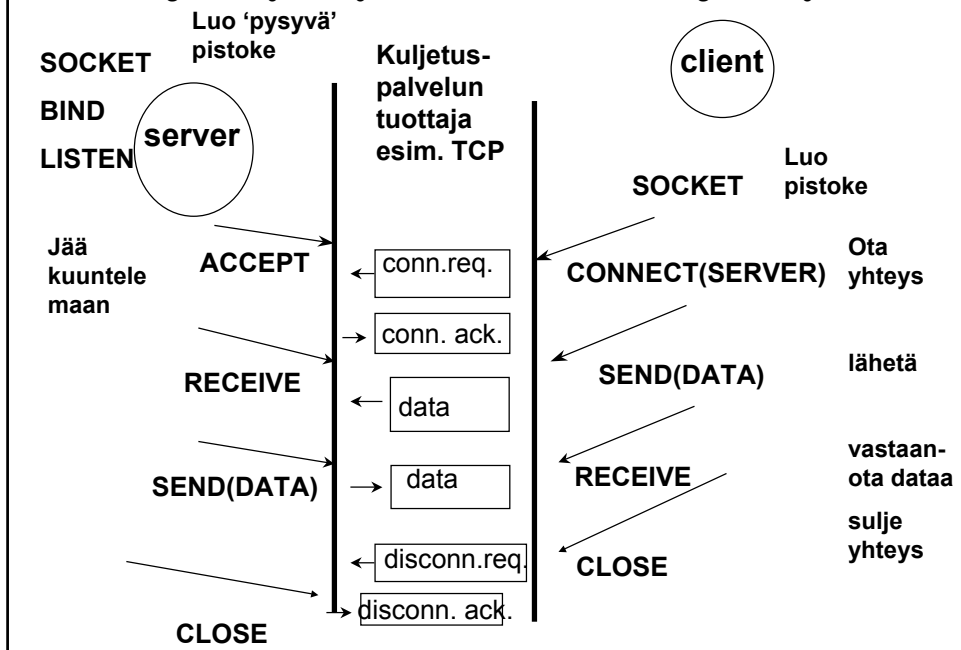 Luo ‘pysyvä’
pistoke
SOCKET
BIND
LISTEN
server
Kuljetus-
palvelun
tuottaja
esim. TCP
client
Luo
pistoke
SOCKET
Jää
kuuntele
maan
ACCEPT
conn.req.
CONNECT(SERVER)
Ota
yhteys
conn. ack.
RECEIVE
data
SEND(DATA)
lähetä
SEND(DATA)
data
RECEIVE
vastaan-
ota dataa
sulje
yhteys
disconn.req.
CLOSE
disconn. ack.
CLOSE